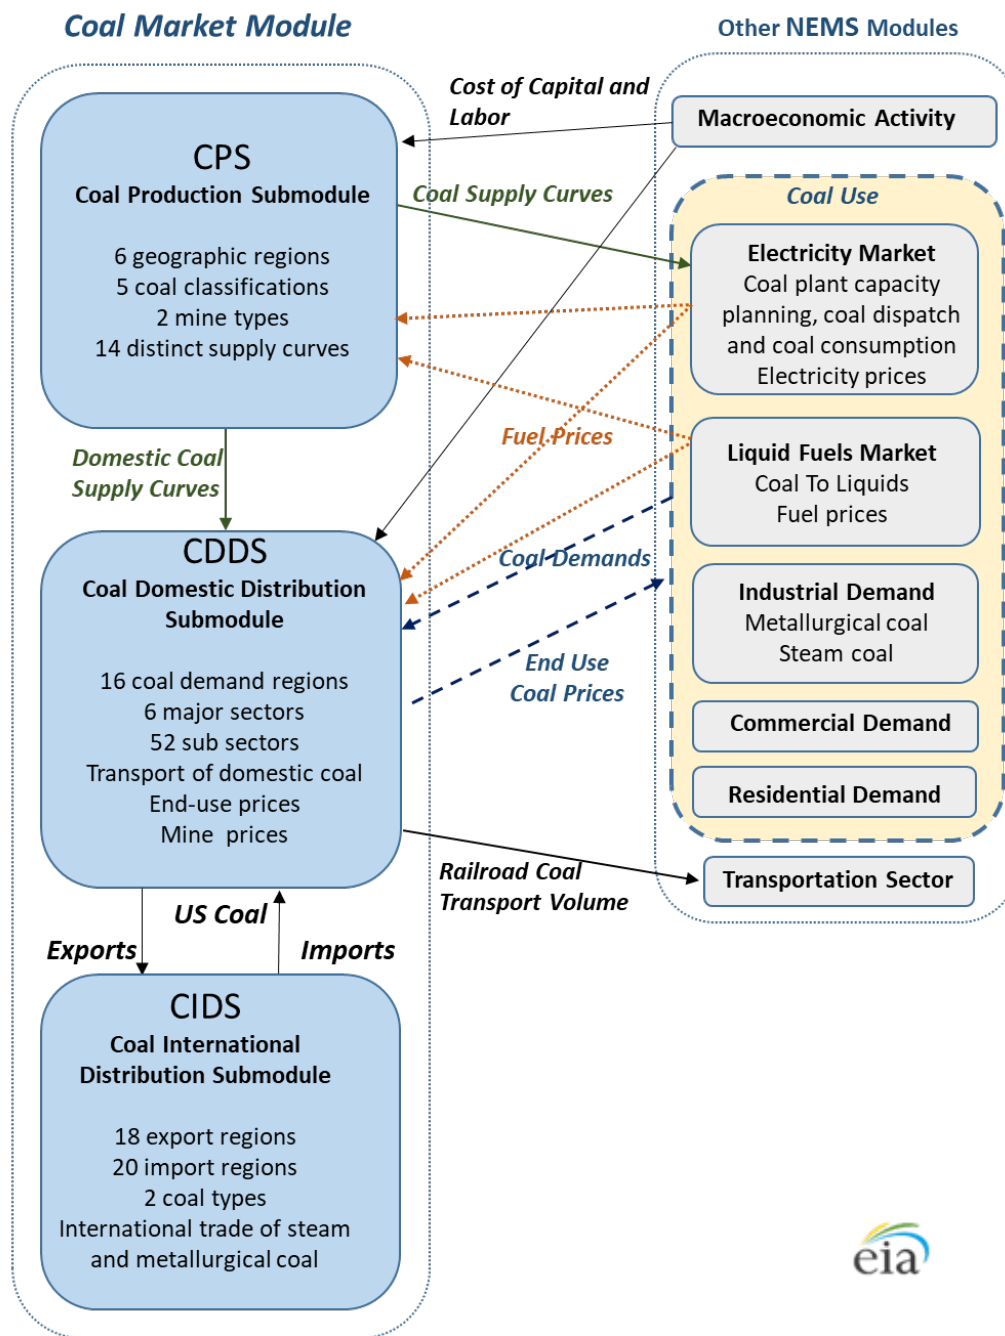 Coal Market Module
Other NEMS Modules
Cost of Capital and
Labor
Macroeconomic Activity
CPS
Coal Production Submodule
6 geographic regions
5 coal classifications
2 mine types
14 distinct supply curves
Coal Supply Curves
Coal Use
Electricity Market
Coal plant capacity
planning, coal dispatch
and coal consumption
Electricity prices
Fuel Prices
Liquid Fuels Market
Coal To Liquids
Fuel prices
Domestic Coal
Supply Curves
CDDS
Coal Domestic Distribution
Submodule
16 coal demand regions
6 major sectors
52 sub sectors
Transport of domestic coal
End-use prices
Mine prices
Coal Demands
End Use
Coal Prices
Industrial Demand
Metallurgical coal
Steam coal
Commercial Demand
Residential Demand
Railroad Coal
Transport Volume
Transportation Sector
US Coal
Exports
Imports
CIDS
Coal International
Distribution Submodule
18 export regions
20 import regions
2 coal types
International trade of steam
and metallurgical coal
eia